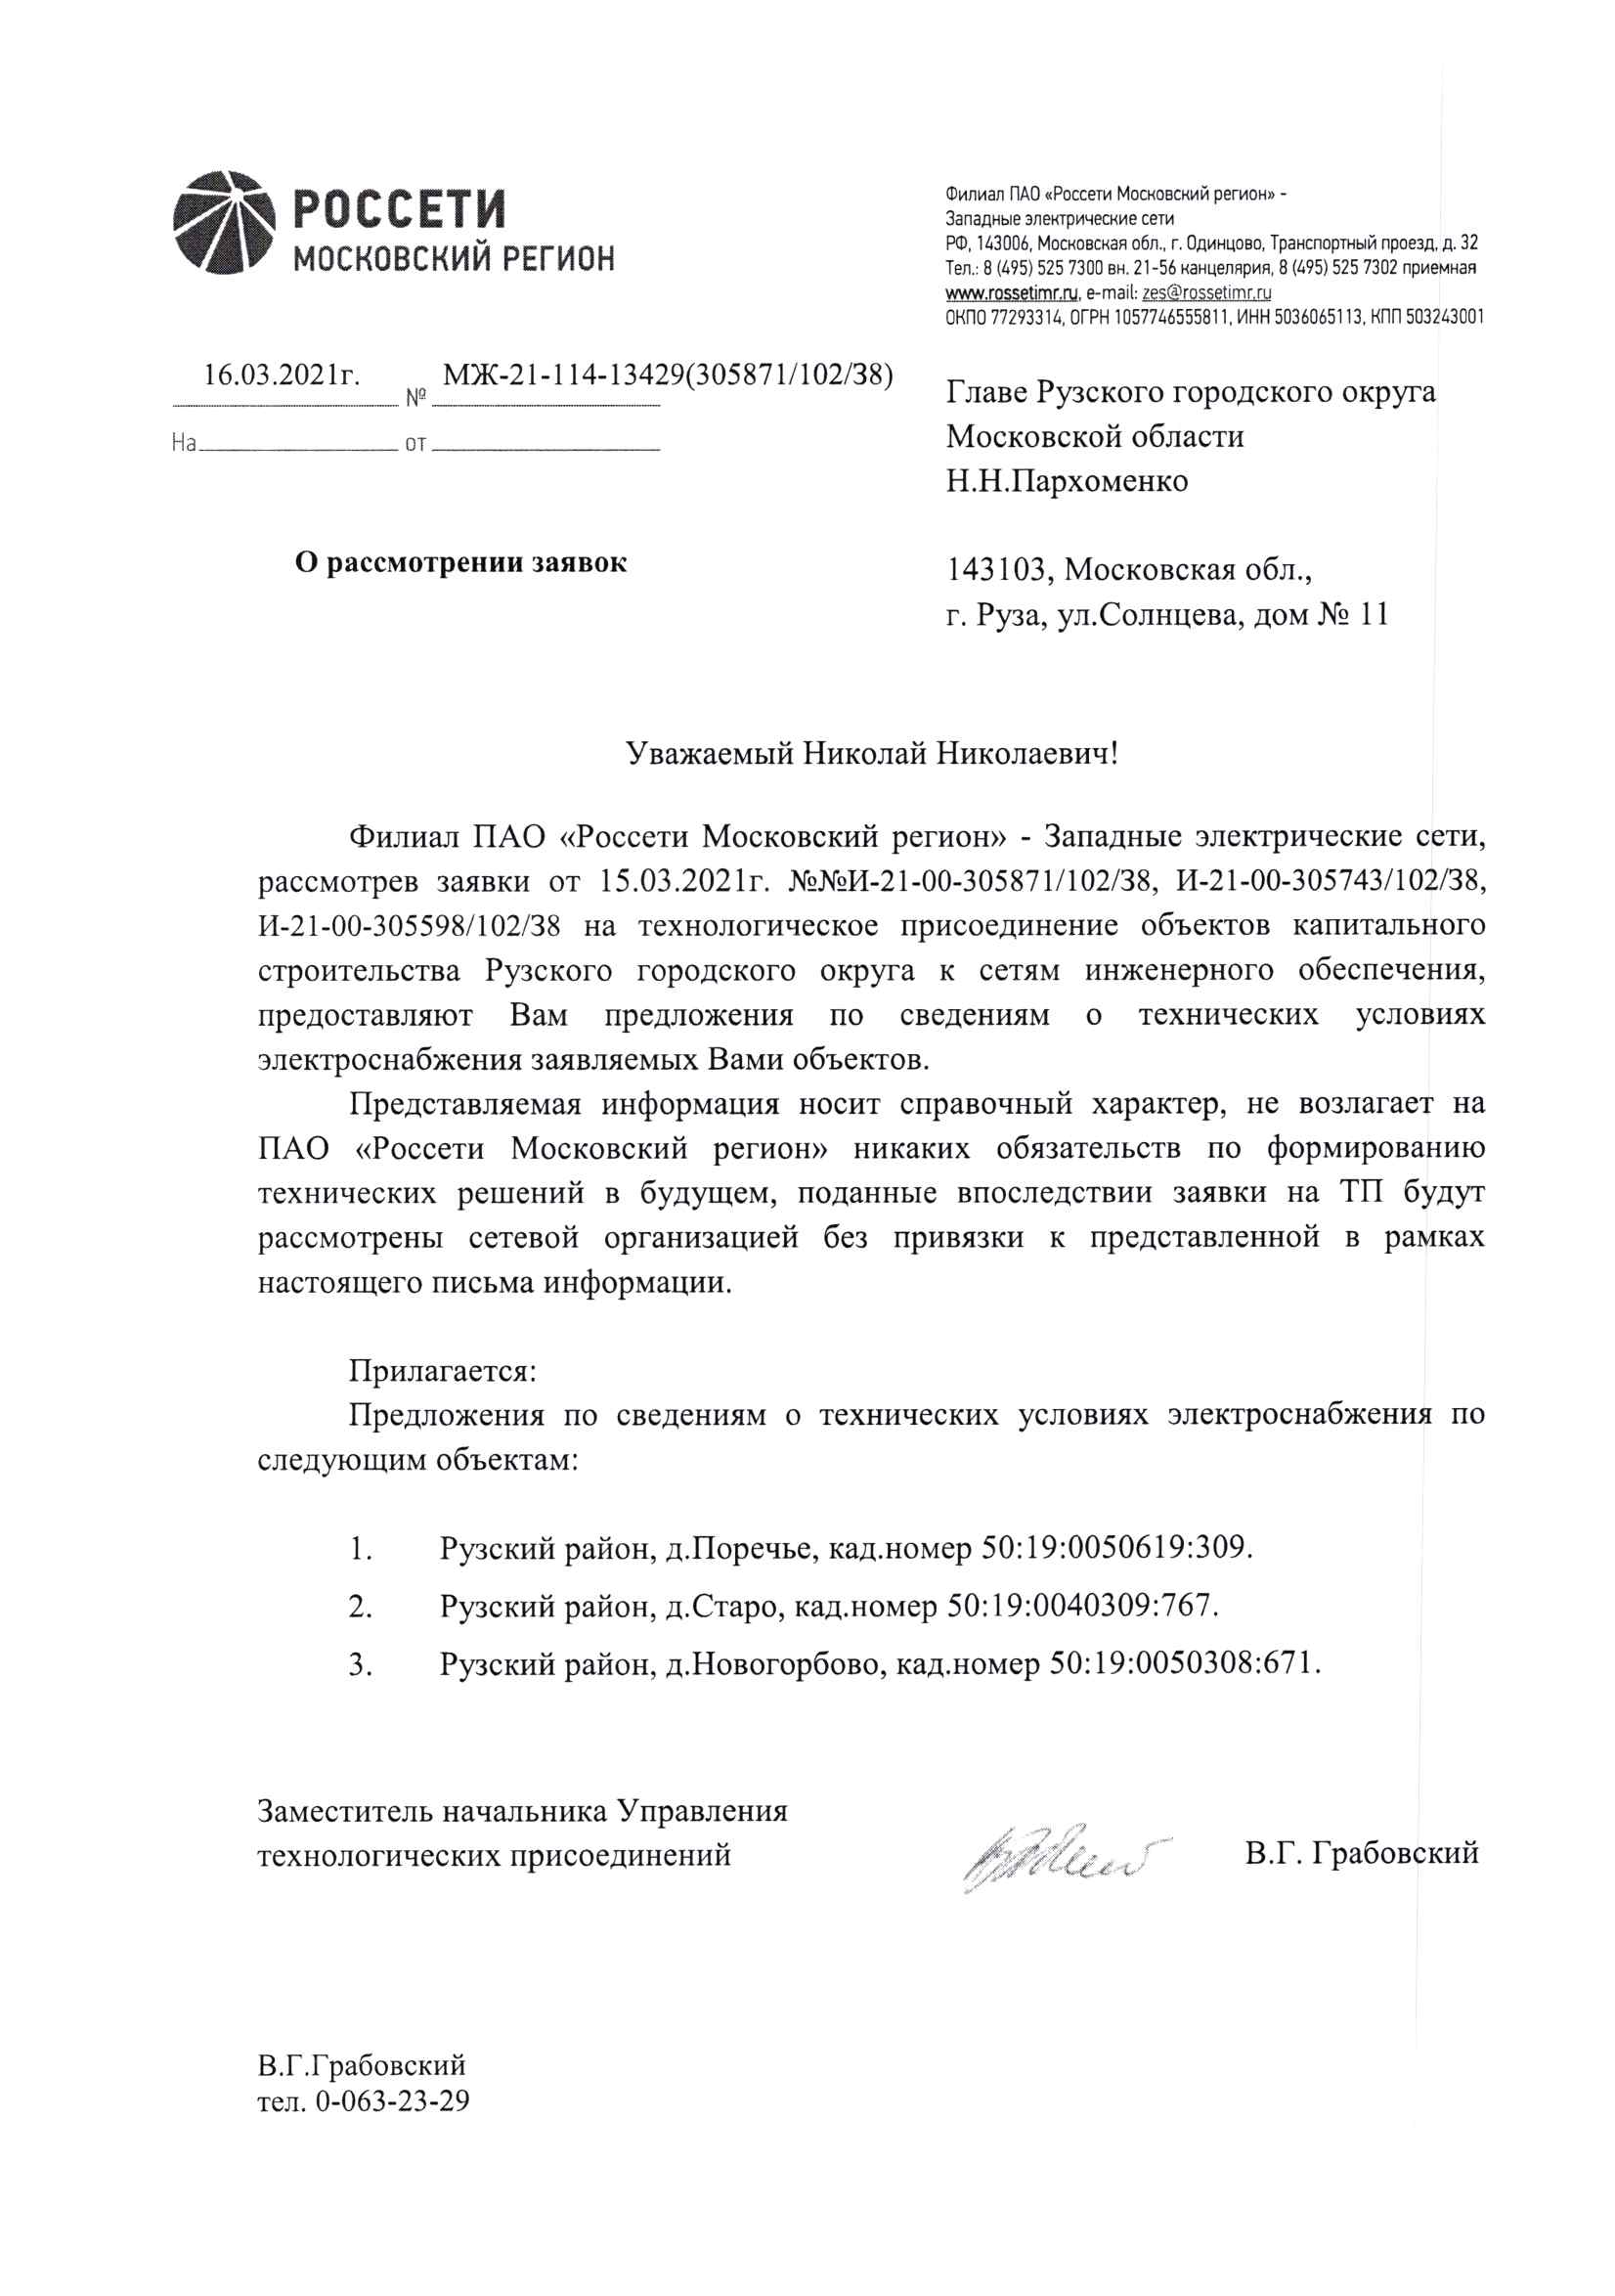 РОССЕТИ
МОСКОВСКИЙ РЕГИОН
Филиал ПАО «Россети Московский регион» -
Западные электрические сети
РФ, 143006, Московская обл., г. Одинцово, Транспортный проезд, д. 32
Тел.: 8 (495) 525 7300 вн. 21-56 канцелярия, 8 (495) 525 7302 приемная
www.rossetimr.ru, e-mail: zes@rossetimr.ru
ОКПО 77293314, ОГРН 1057746555811, ИНН 5036065113, КПП 503243001
16.03.2021г. № МЖ-21-114-13429(305871/102/З8)
На от
Главе Рузского городского округа
Московской области
Н.Н.Пархоменко
О рассмотрении заявок
143103, Московская обл.,
г. Руза, ул.Солнцева, дом № 11
Уважаемый Николай Николаевич!
Филиал ПАО «Россети Московский регион» - Западные электрические сети,
рассмотрев заявки от 15.03.2021г. №№И-21-00-305871/102/З8, И-21-00-305743/102/З8,
И-21-00-305598/102/З8 на технологическое присоединение объектов капитального
строительства Рузского городского округа к сетям инженерного обеспечения,
предоставляют Вам предложения по сведениям о технических условиях
электроснабжения заявляемых Вами объектов.
Представляемая информация носит справочный характер, не возлагает на
ПАО «Россети Московский регион» никаких обязательств по формированию
технических решений в будущем, поданные впоследствии заявки на ТП будут
рассмотрены сетевой организацией без привязки к представленной в рамках
настоящего письма информации.
Прилагается:
Предложения по сведениям о технических условиях электроснабжения по
следующим объектам:
1. Рузский район, д.Поречье, кад.номер 50:19:0050619:309.
2. Рузский район, д.Старо, кад.номер 50:19:0040309:767.
3. Рузский район, д.Новогорбово, кад.номер 50:19:0050308:671.
Заместитель начальника Управления
технологических присоединений
В.Г. Грабовский
В.Г.Грабовский
тел. 0-063-23-29